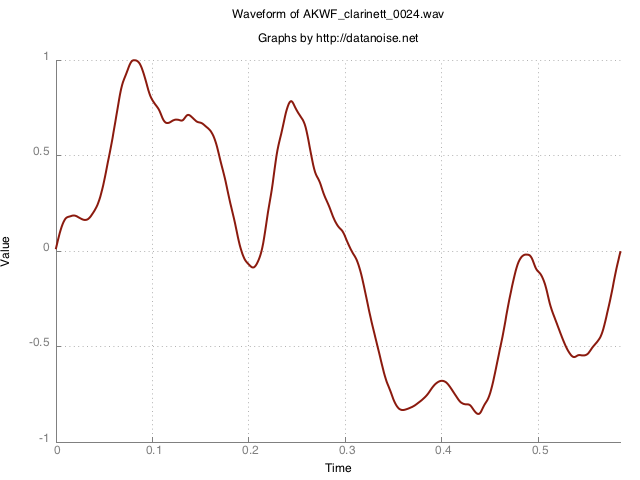 Waveform of AKWF_clarinett_0024.wav
Graphs by http://datanoise.net
1
0.5
0
-0.5
-1
Value
0 0.1 0.2 0.3 0.4 0.5
Time